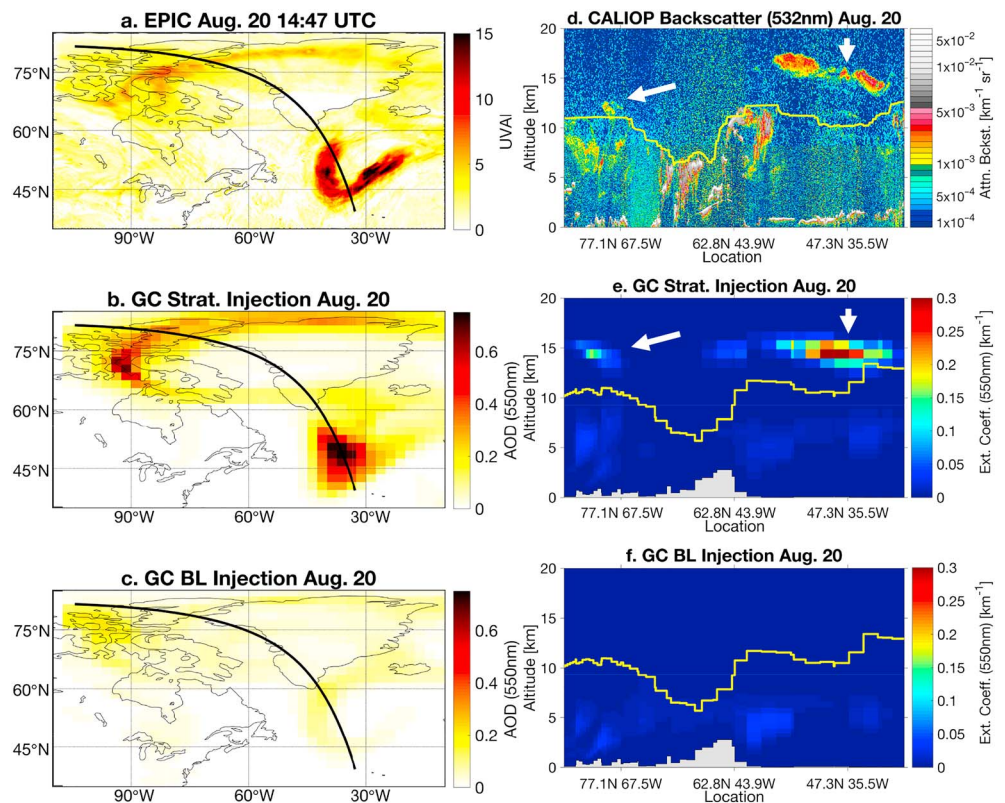 a. EPIC Aug. 20 14:47 UTC
75°N
60°N
45°N
90°W
60°W
30°W
15
10
5
0
UVAI
d. CALIOP Backscatter (532nm) Aug. 20
20
15
10
5
0
Altitude [km]
77.1N 67.5W
62.8N 43.9W
47.3N 35.5W
Location
5x10⁻²
1x10⁻²
5x10⁻³
1x10⁻³
5x10⁻⁴
1x10⁻⁴
Attn. Bckst. [km⁻¹ sr⁻¹]
b. GC Strat. Injection Aug. 20
75°N
60°N
45°N
90°W
60°W
30°W
0.6
0.4
0.2
0
AOD (550nm)
e. GC Strat. Injection Aug. 20
20
15
10
5
0
Altitude [km]
77.1N 67.5W
62.8N 43.9W
47.3N 35.5W
Location
0.3
0.25
0.2
0.15
0.1
0.05
0
Ext. Coeff. (550nm) [km⁻¹]
c. GC BL Injection Aug. 20
75°N
60°N
45°N
90°W
60°W
30°W
0.6
0.4
0.2
0
AOD (550nm)
f. GC BL Injection Aug. 20
20
15
10
5
0
Altitude [km]
77.1N 67.5W
62.8N 43.9W
47.3N 35.5W
Location
0.3
0.25
0.2
0.15
0.1
0.05
0
Ext. Coeff. (550nm) [km⁻¹]